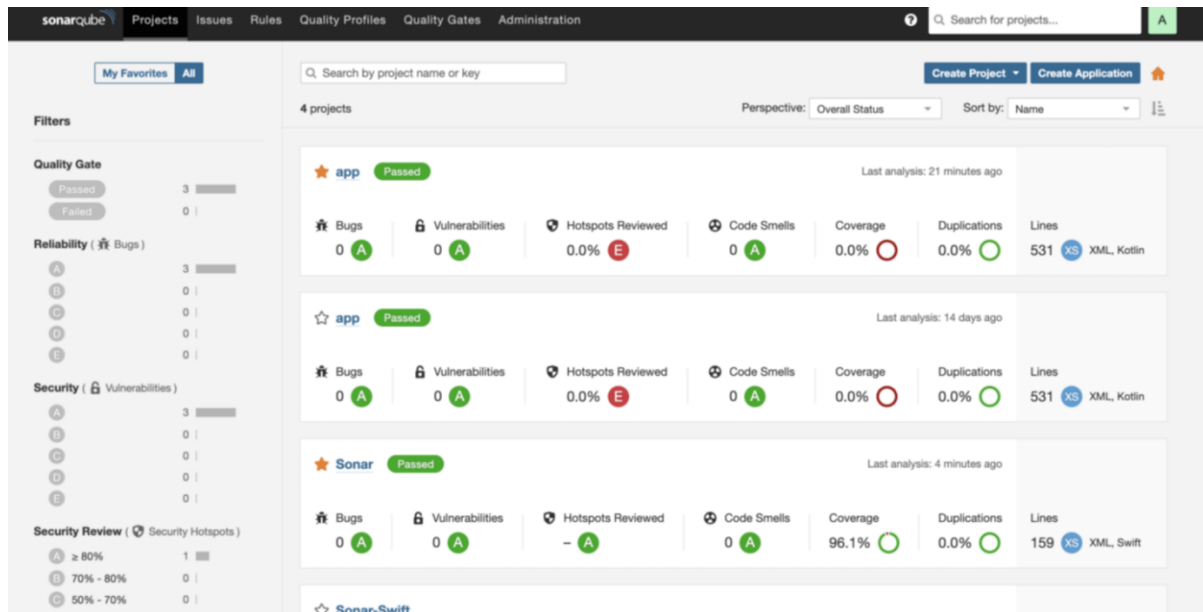 sonarqube Projects Issues Rules Quality Profiles Quality Gates Administration ? Search for projects... A
My Favorites All
Search by project name or key
Create Project Create Application
4 projects
Perspective: Overall Status Sort by: Name
Filters
Quality Gate
Passed 3
Failed 0
Reliability ( Bugs )
A 3
B 0
C 0
D 0
E 0
Security ( Vulnerabilities )
A 3
B 0
C 0
D 0
E 0
Security Review ( Security Hotspots )
A ≥ 80% 1
B 70% - 80% 0
C 50% - 70% 0
app Passed Last analysis: 21 minutes ago
Bugs Vulnerabilities Hotspots Reviewed Code Smells Coverage Duplications Lines
0 A 0 A 0.0% E 0 A 0.0% 0.0% 531 XS XML, Kotlin
app Passed Last analysis: 14 days ago
Bugs Vulnerabilities Hotspots Reviewed Code Smells Coverage Duplications Lines
0 A 0 A 0.0% E 0 A 0.0% 0.0% 531 XS XML, Kotlin
Sonar Passed Last analysis: 4 minutes ago
Bugs Vulnerabilities Hotspots Reviewed Code Smells Coverage Duplications Lines
0 A 0 A – A 0 A 96.1% 0.0% 159 XS XML, Swift
Sonar-Swift